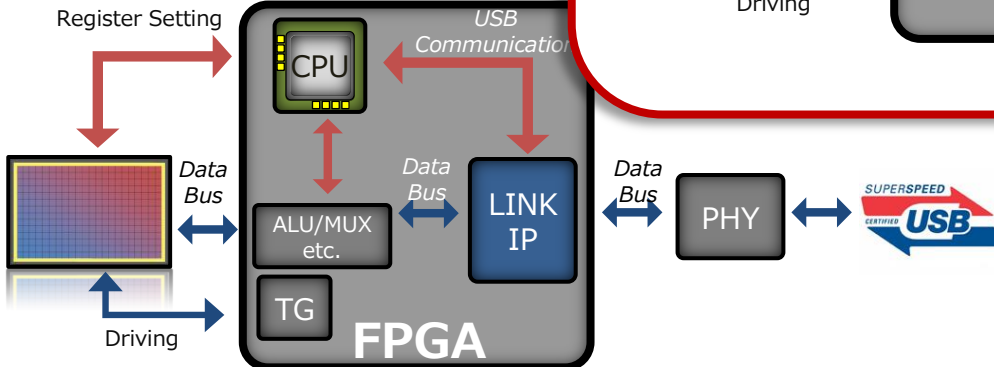 Register Setting
USB
Communication
Driving
CPU
Data
Bus
ALU/MUX
etc.
Data
Bus
LINK
IP
Data
Bus
PHY
SUPERSPEED
CERTIFIED
USB
TG
Driving
FPGA